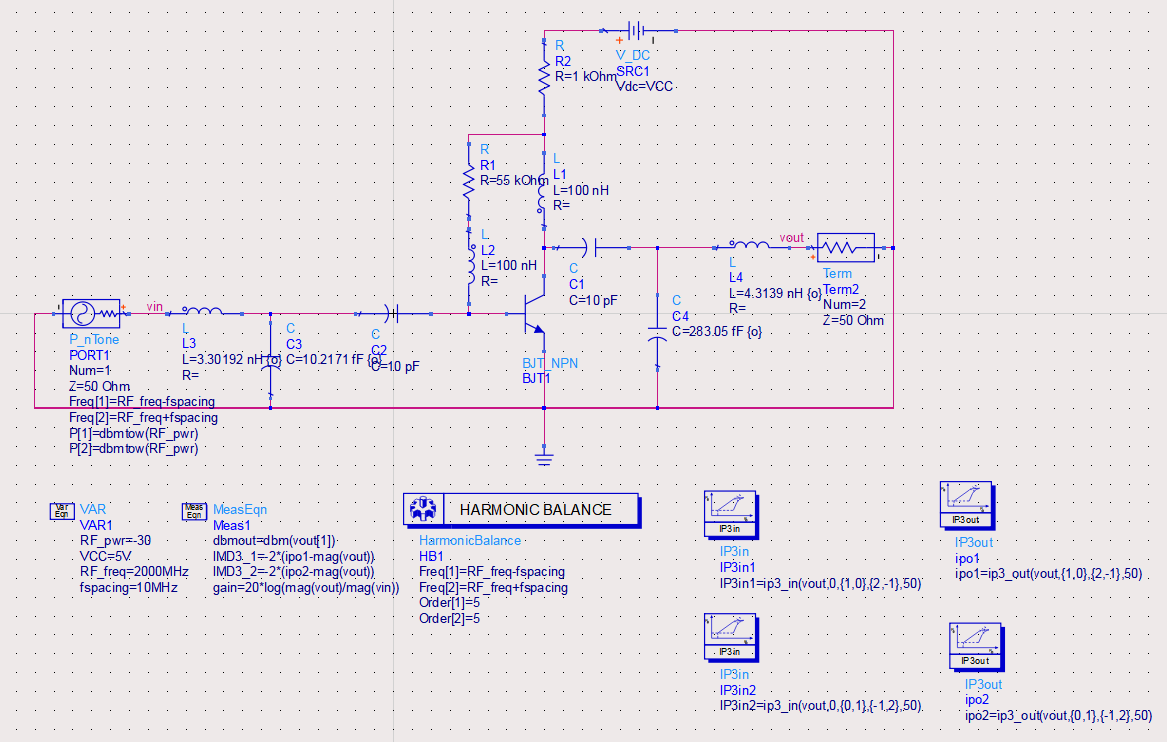 R
R2
R=1 kOhm
V_DC
SRC1
Vdc=VCC
R
R1
R=55 kOhm
L
L1
L=100 nH
R=
L
L2
L=100 nH
R=
C
C1
C=10 pF
vout
L
L4
L=4.3139 nH {o}
R=
Term
Term2
Num=2
Z=50 Ohm
C
C4
C=283.05 fF {o}
vin
P_nTone
PORT1
Num=1
Z=50 Ohm
Freq[1]=RF_freq-fspacing
Freq[2]=RF_freq+fspacing
P[1]=dbmtow(RF_pwr)
P[2]=dbmtow(RF_pwr)
L
L3
L=3.30192 nH {o}
R=
C
C3
C=10.2171 fF {o}
C
C2
C=10 pF
BJT_NPN
BJT1
Var
Eqn
VAR
VAR1
RF_pwr=-30
VCC=5V
RF_freq=2000MHz
fspacing=10MHz
Meas
Eqn
MeasEqn
Meas1
dbmout=dbm(vout[1])
IMD3_1=-2*(ipo1-mag(vout))
IMD3_2=-2*(ipo2-mag(vout))
gain=20*log(mag(vout)/mag(vin))
HARMONIC BALANCE
HarmonicBalance
HB1
Freq[1]=RF_freq-fspacing
Freq[2]=RF_freq+fspacing
Order[1]=5
Order[2]=5
IP3in
IP3in
IP3in1
IP3in1=ip3_in(vout,0,{1,0},{2,-1},50)
IP3out
IP3out
ipo1
ipo1=ip3_out(vout,{1,0},{2,-1},50)
IP3in
IP3in
IP3in2
IP3in2=ip3_in(vout,0,{0,1},{-1,2},50)
IP3out
IP3out
ipo2
ipo2=ip3_out(vout,{0,1},{-1,2},50)